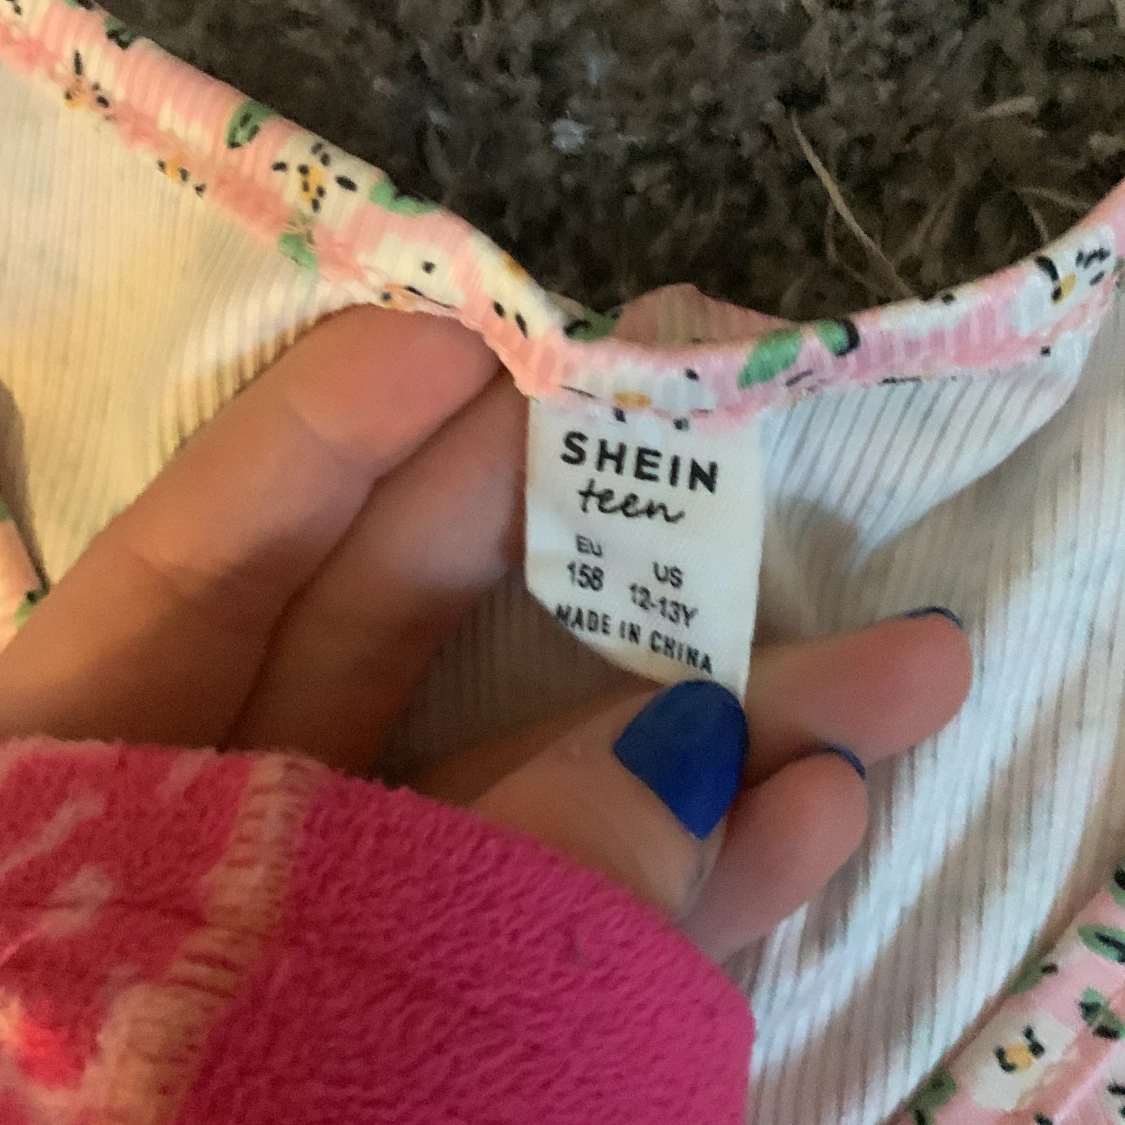 SHEIN
teen
EU US
158 12-13Y
MADE IN CHINA